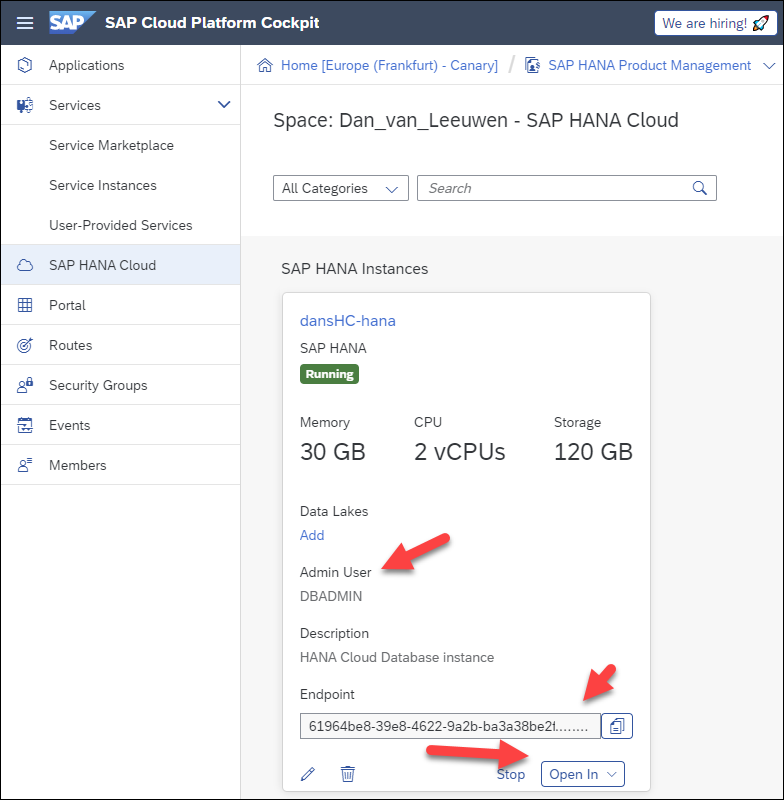 SAP SAP Cloud Platform Cockpit
We are hiring!
Applications
Services
Service Marketplace
Service Instances
User-Provided Services
SAP HANA Cloud
Portal
Routes
Security Groups
Events
Members
Home [Europe (Frankfurt) - Canary] / SAP HANA Product Management
Space: Dan_van_Leeuwen - SAP HANA Cloud
All Categories
Search
SAP HANA Instances
dansHC-hana
SAP HANA
Running
Memory CPU Storage
30 GB 2 vCPUs 120 GB
Data Lakes
Add
Admin User
DBADMIN
Description
HANA Cloud Database instance
Endpoint
61964be8-39e8-4622-9a2b-ba3a38be2f........
Stop Open In